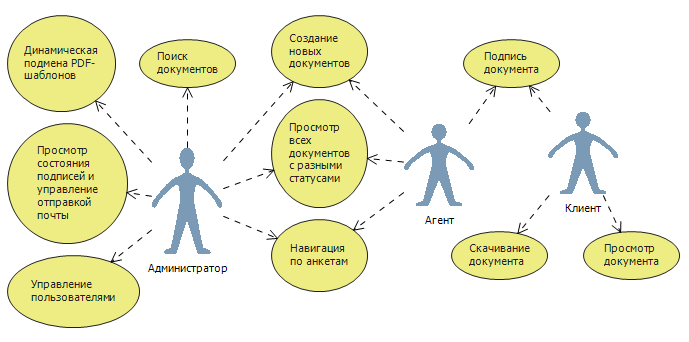 Динамическая
подмена PDF-
шаблонов
Поиск
документов
Создание
новых
документов
Подпись
документа
Просмотр
состояния
подписей и
управление
отправкой
почты
Просмотр
всех
документов
с разными
статусами
Агент
Клиент
Администратор
Навигация
по анкетам
Скачивание
документа
Просмотр
документа
Управление
пользователями